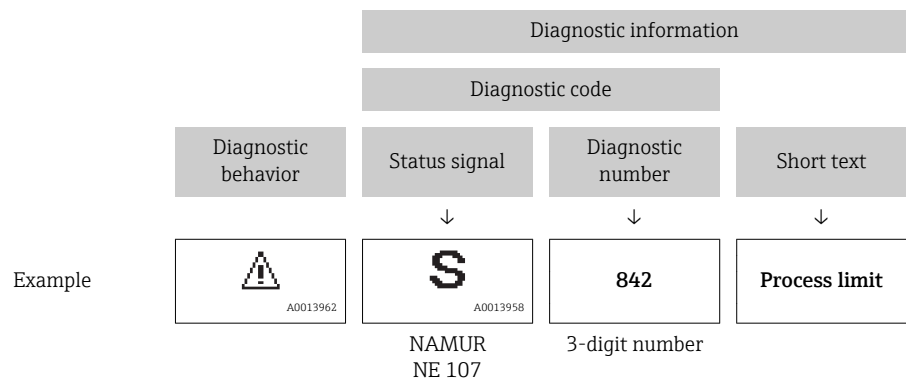 Diagnostic information
Diagnostic code
Diagnostic
behavior
Status signal
Diagnostic
number
Short text
↓
↓
↓
Example
A0013962
S
A0013958
842
Process limit
NAMUR
NE 107
3-digit number